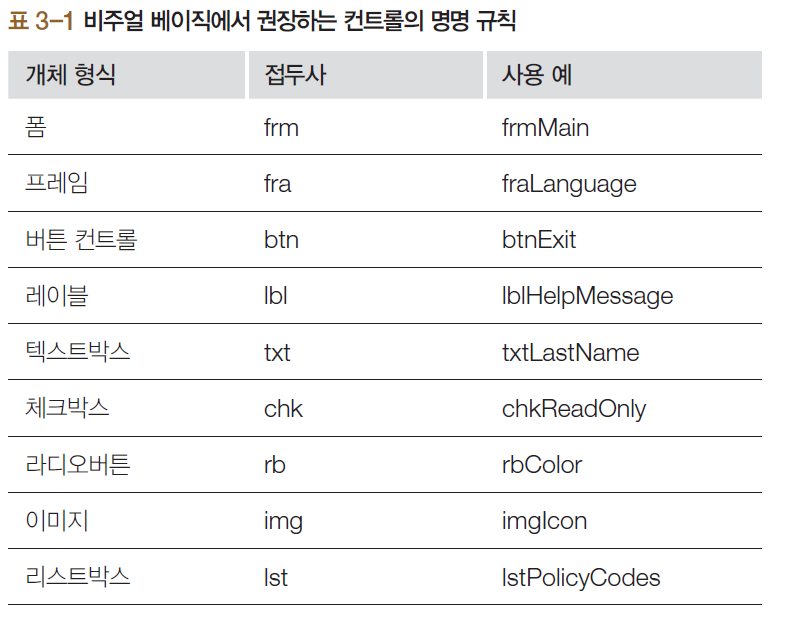 표 3-1 비주얼 베이직에서 권장하는 컨트롤의 명명 규칙
개체 형식 접두사 사용 예
폼 frm frmMain
프레임 fra fraLanguage
버튼 컨트롤 btn btnExit
레이블 lbl lblHelpMessage
텍스트박스 txt txtLastName
체크박스 chk chkReadOnly
라디오버튼 rb rbColor
이미지 img imgIcon
리스트박스 lst lstPolicyCodes